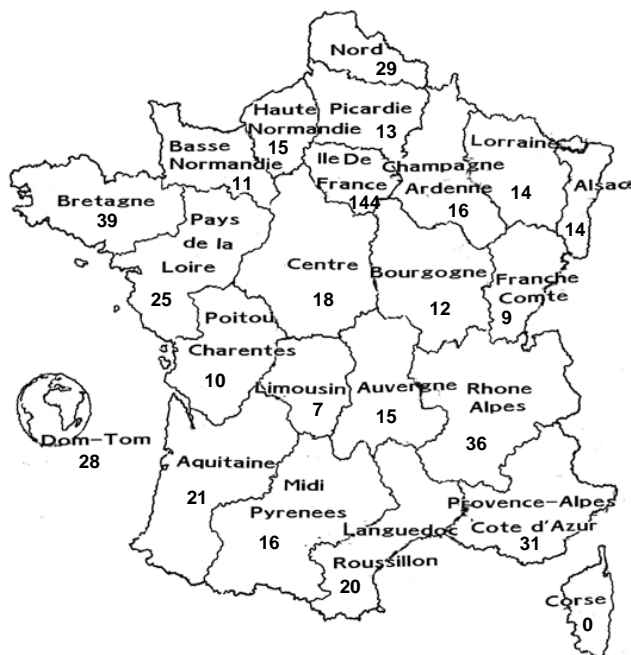 Nord
29
Haute
Normandie
15
Picardie
13
Basse
Normandie
11
Ile De
France
144
Champagne
Ardenne
16
Lorraine
14
Alsace
14
Bretagne
39
Pays
de la
Loire
25
Centre
18
Bourgogne
12
Franche
Comte
9
Poitou
Charentes
10
Limousin
7
Auvergne
15
Rhone
Alpes
36
Dom-Tom
28
Aquitaine
21
Midi
Pyrenees
16
Languedoc
Roussillon
20
Provence-Alpes
Cote d'Azur
31
Corse
0